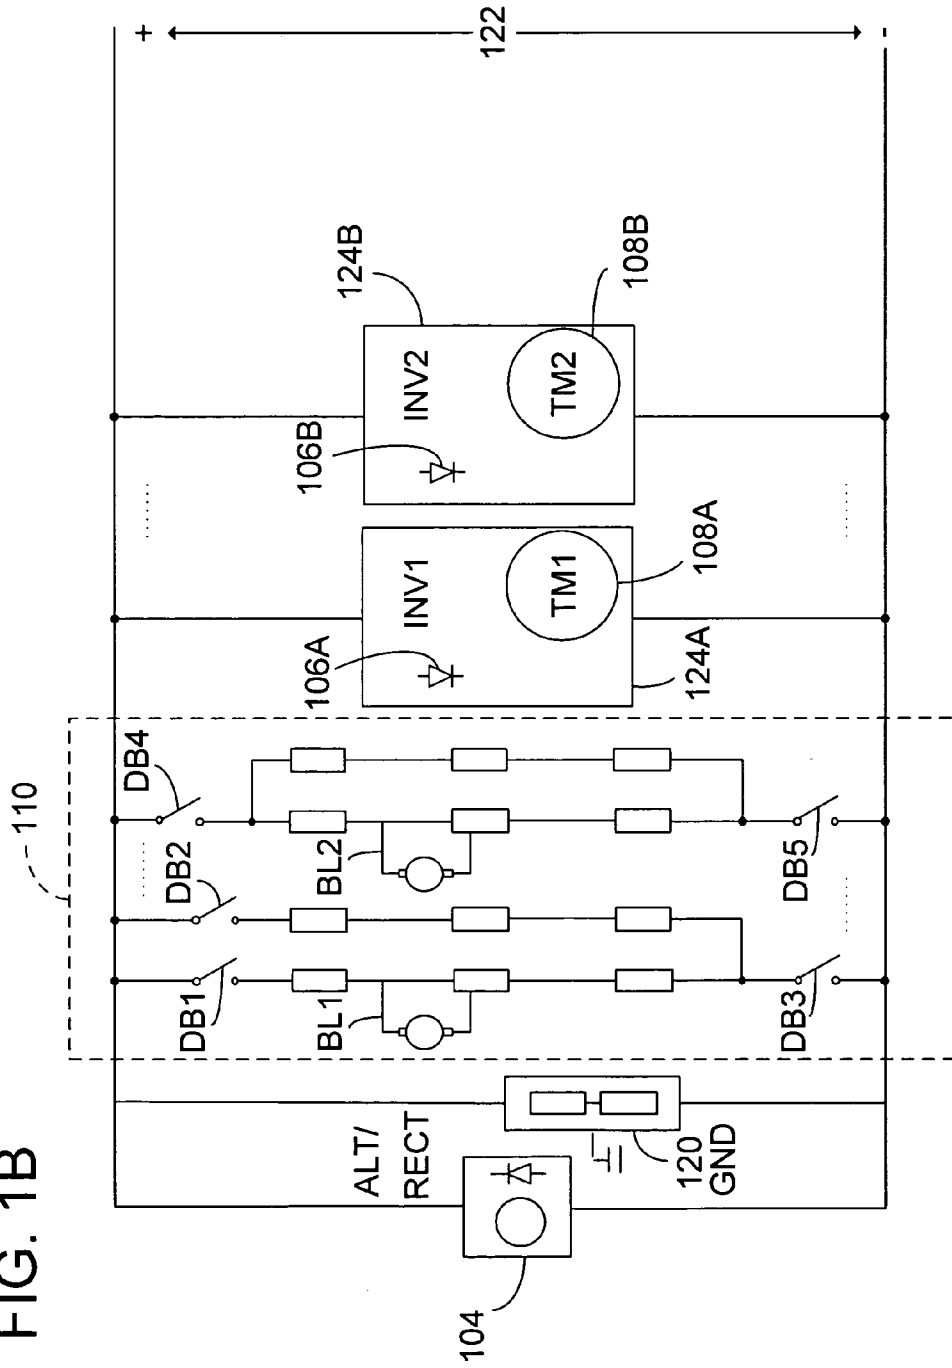 FIG. 1B
110
DB4
DB2
DB1
BL2
BL1
DB5
DB3
ALT/
RECT
104
120
GND
106A
INV1
TM1
108A
124A
106B
INV2
TM2
108B
124B
+
122
-